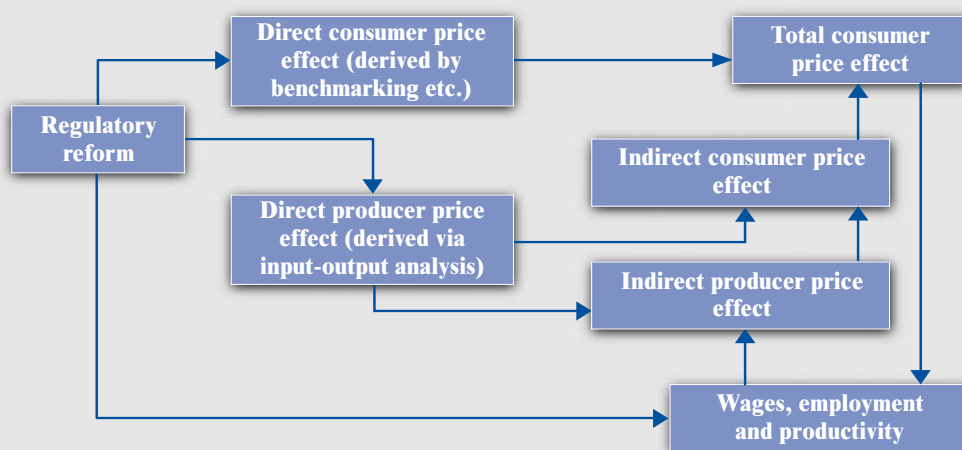 Direct consumer price
effect (derived by
benchmarking etc.)
Total consumer
price effect
Regulatory
reform
Indirect consumer price
effect
Direct producer price
effect (derived via
input-output analysis)
Indirect producer price
effect
Wages, employment
and productivity